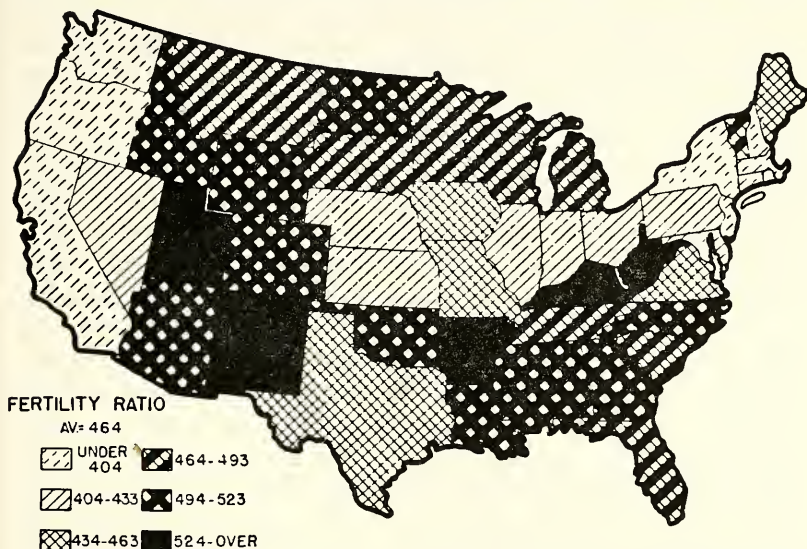 FERTILITY RATIO
AV.= 464
UNDER 404
464-493
404-433
494-523
434-463
524-OVER